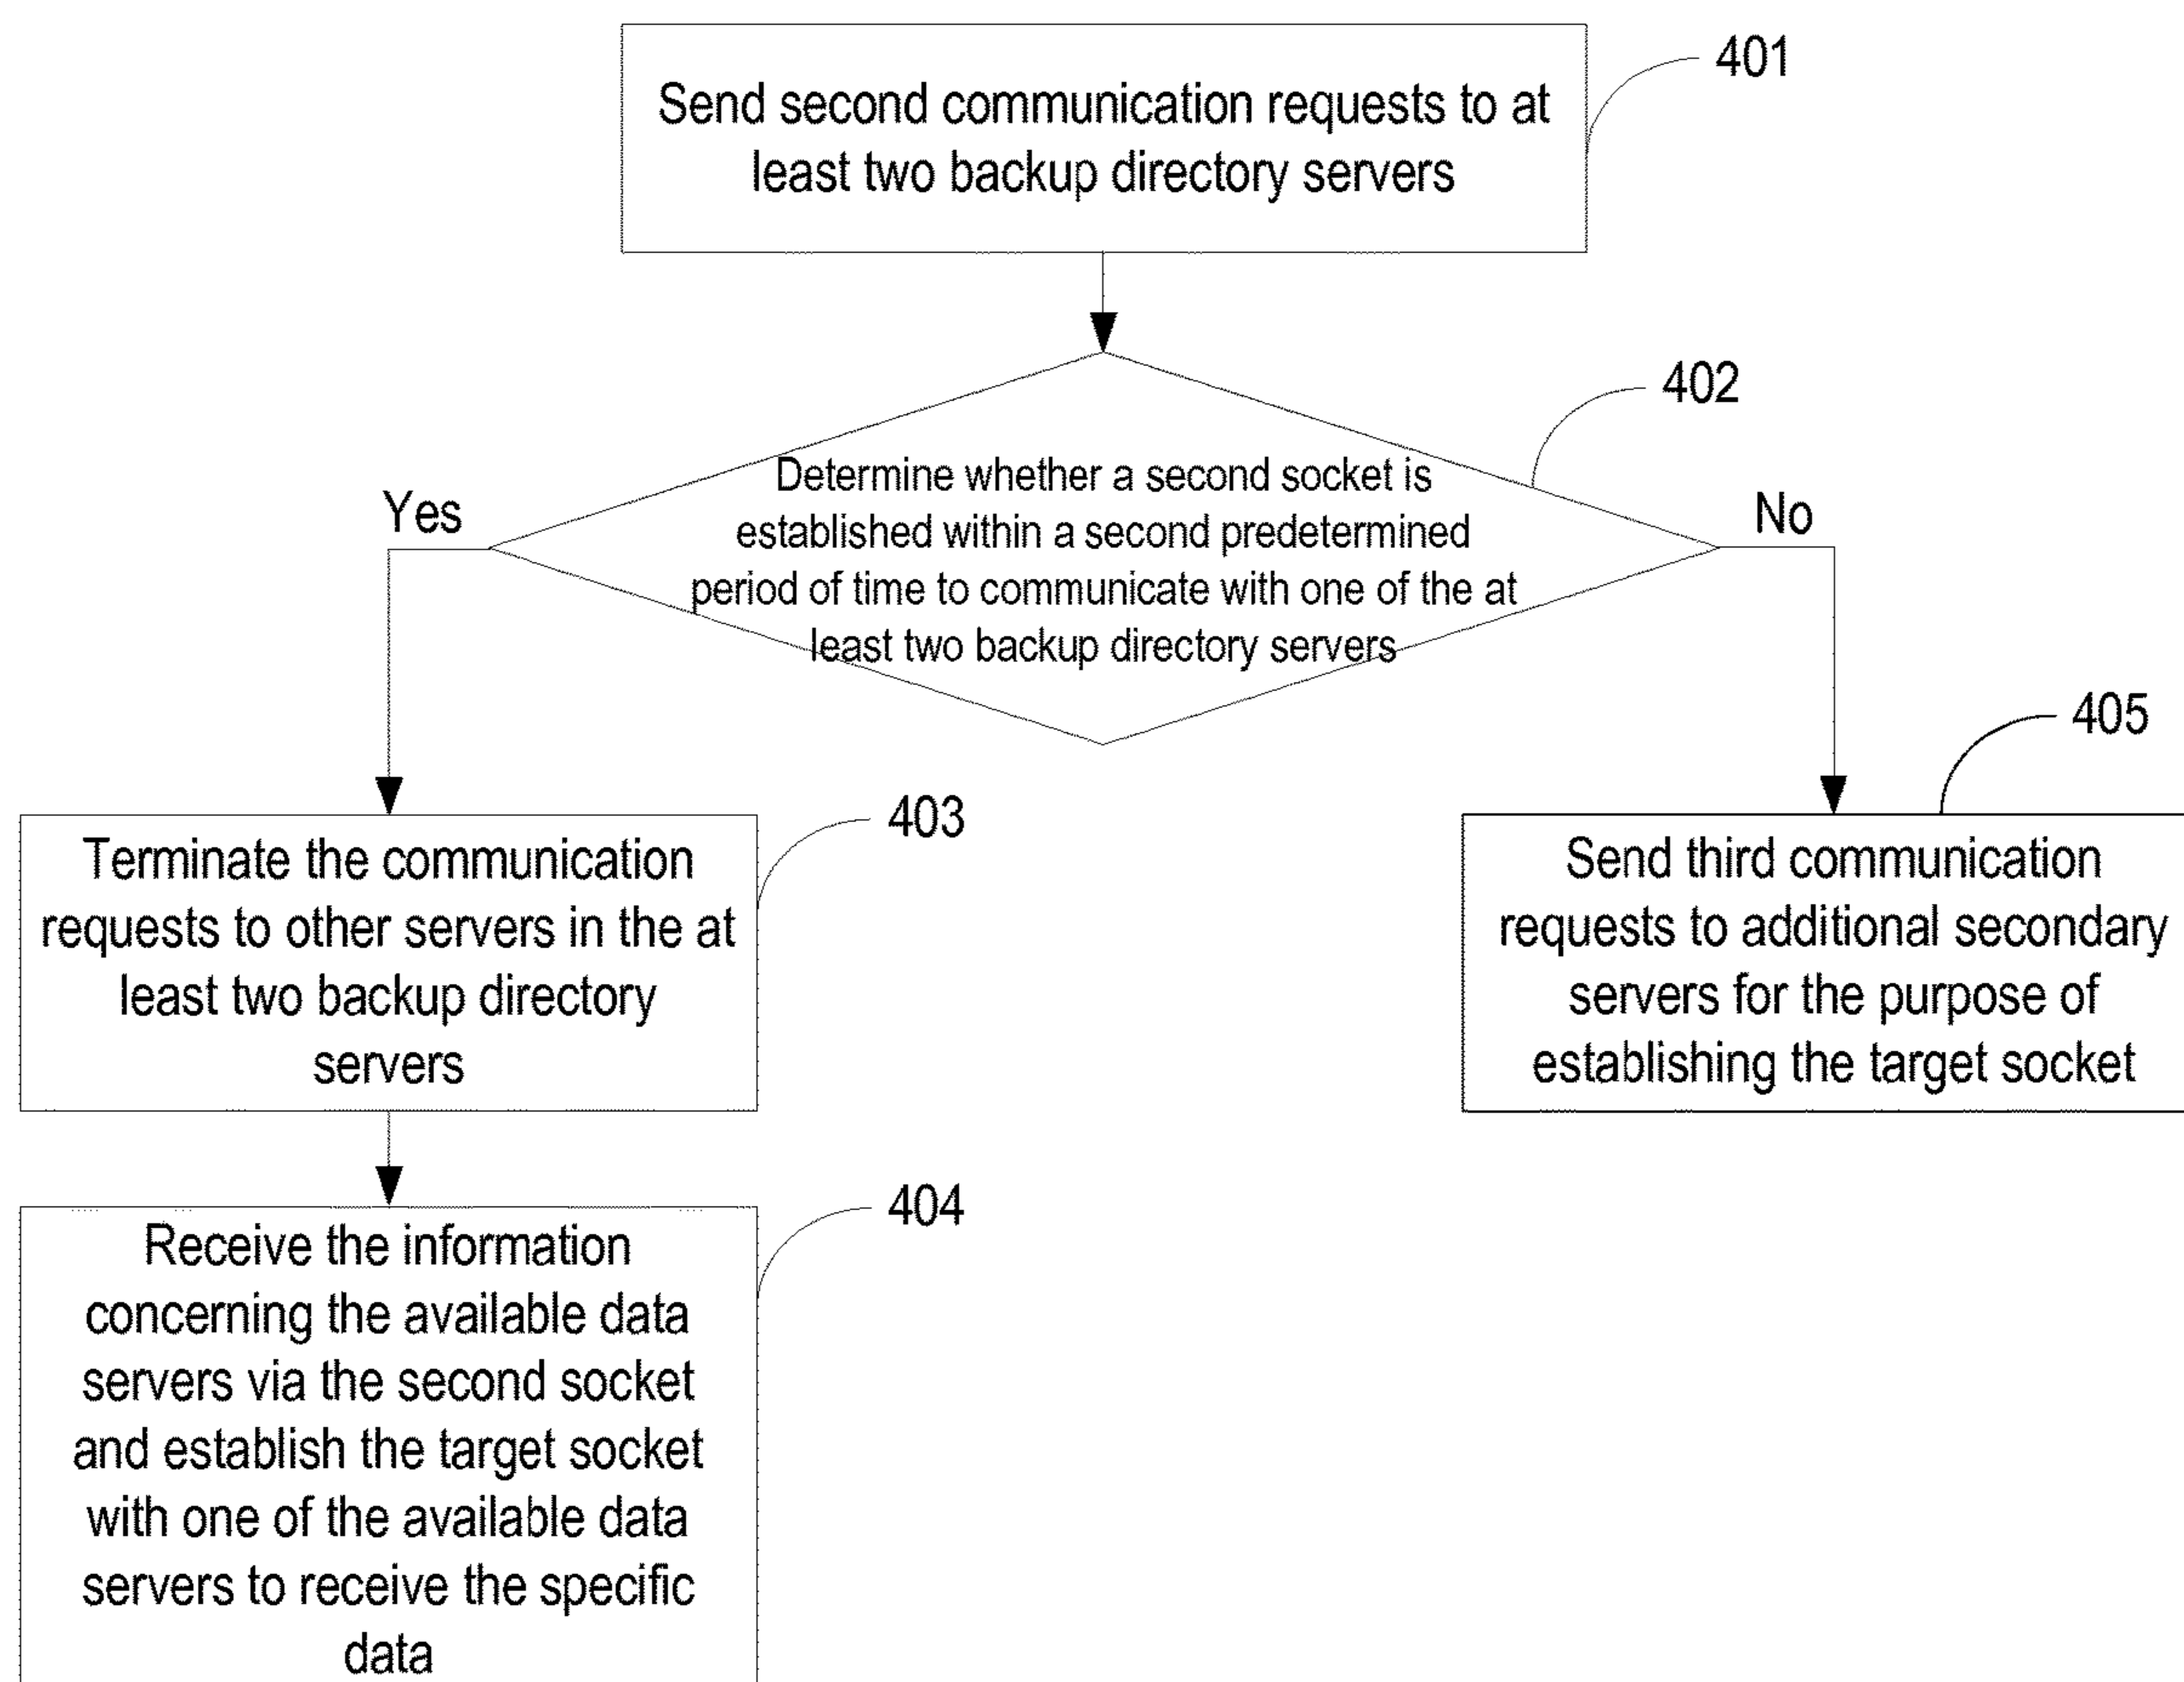 Send second communication requests to at
least two backup directory servers
401
Determine whether a second socket is
established within a second predetermined
period of time to communicate with one of the at
least two backup directory servers
402
Yes
No
Terminate the communication
requests to other servers in the at
least two backup directory
servers
403
Send third communication
requests to additional secondary
servers for the purpose of
establishing the target socket
405
Receive the information
concerning the available data
servers via the second socket
and establish the target socket
with one of the available data
servers to receive the specific
data
404